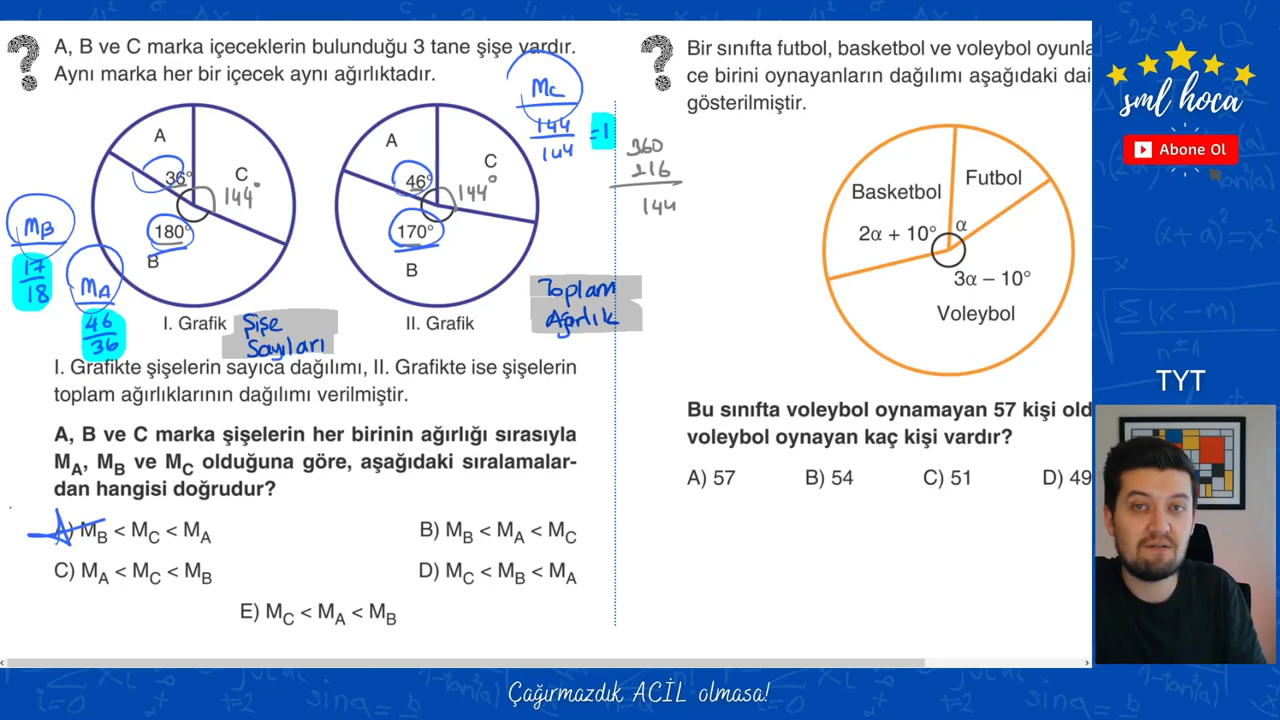 A, B ve C marka içeceklerin bulunduğu 3 tane şişe vardır.
Aynı marka her bir içecek aynı ağırlıktadır.
MC
144
144
=1
A
36°
C
144°
180°
B
MB
17
18
MA
46
36
I. Grafik
Şişe
Sayıları
A
46°
C
144°
170°
B
II. Grafik
Toplam
Ağırlık
360
216
144
I. Grafikte şişelerin sayıca dağılımı, II. Grafikte ise şişelerin
toplam ağırlıklarının dağılımı verilmiştir.
A, B ve C marka şişelerin her birinin ağırlığı sırasıyla
MA, MB ve MC olduğuna göre, aşağıdaki sıralamalar-
dan hangisi doğrudur?
A) MB < MC < MA
B) MB < MA < MC
C) MA < MC < MB
D) MC < MB < MA
E) MC < MA < MB
Bir sınıfta futbol, basketbol ve voleybol oyunla
ce birini oynayanların dağılımı aşağıdaki dai
gösterilmiştir.
Basketbol
Futbol
2α + 10°
α
3α – 10°
Voleybol
Bu sınıfta voleybol oynamayan 57 kişi old
voleybol oynayan kaç kişi vardır?
A) 57
B) 54
C) 51
D) 49
sml hoca
Abone Ol
TYT
Çağırmazdık ACİL olmasa!